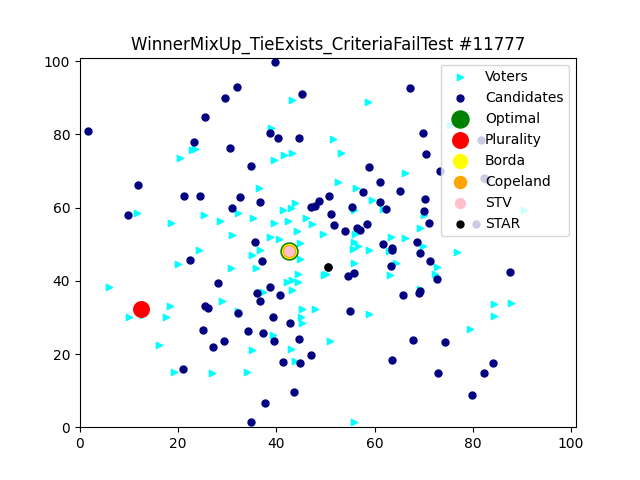 WinnerMixUp_TieExists_CriteriaFailTest #11777
100
80
60
40
20
0
0 20 40 60 80 100
Voters
Candidates
Optimal
Plurality
Borda
Copeland
STV
STAR